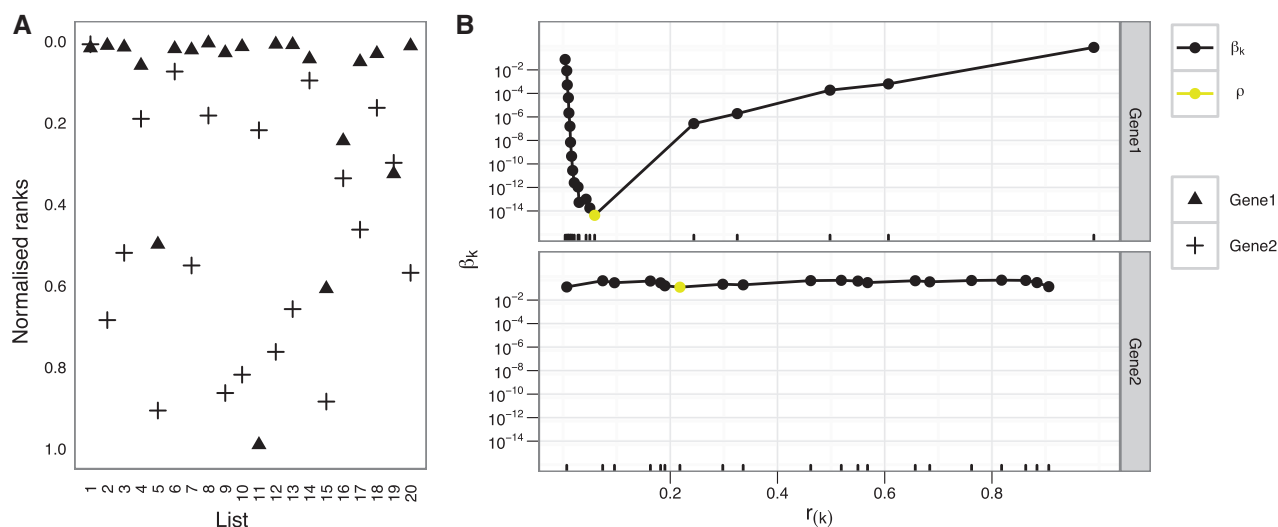 A
0.0
0.2
0.4
0.6
0.8
1.0
Normalised ranks
1 2 3 4 5 6 7 8 9 10 11 12 13 14 15 16 17 18 19 20
List
B
10⁻²
10⁻⁴
10⁻⁶
10⁻⁸
10⁻¹⁰
10⁻¹²
10⁻¹⁴
Gene1
βk
10⁻²
10⁻⁴
10⁻⁶
10⁻⁸
10⁻¹⁰
10⁻¹²
10⁻¹⁴
Gene2
0.2 0.4 0.6 0.8
r(k)
βk
ρ
Gene1
Gene2